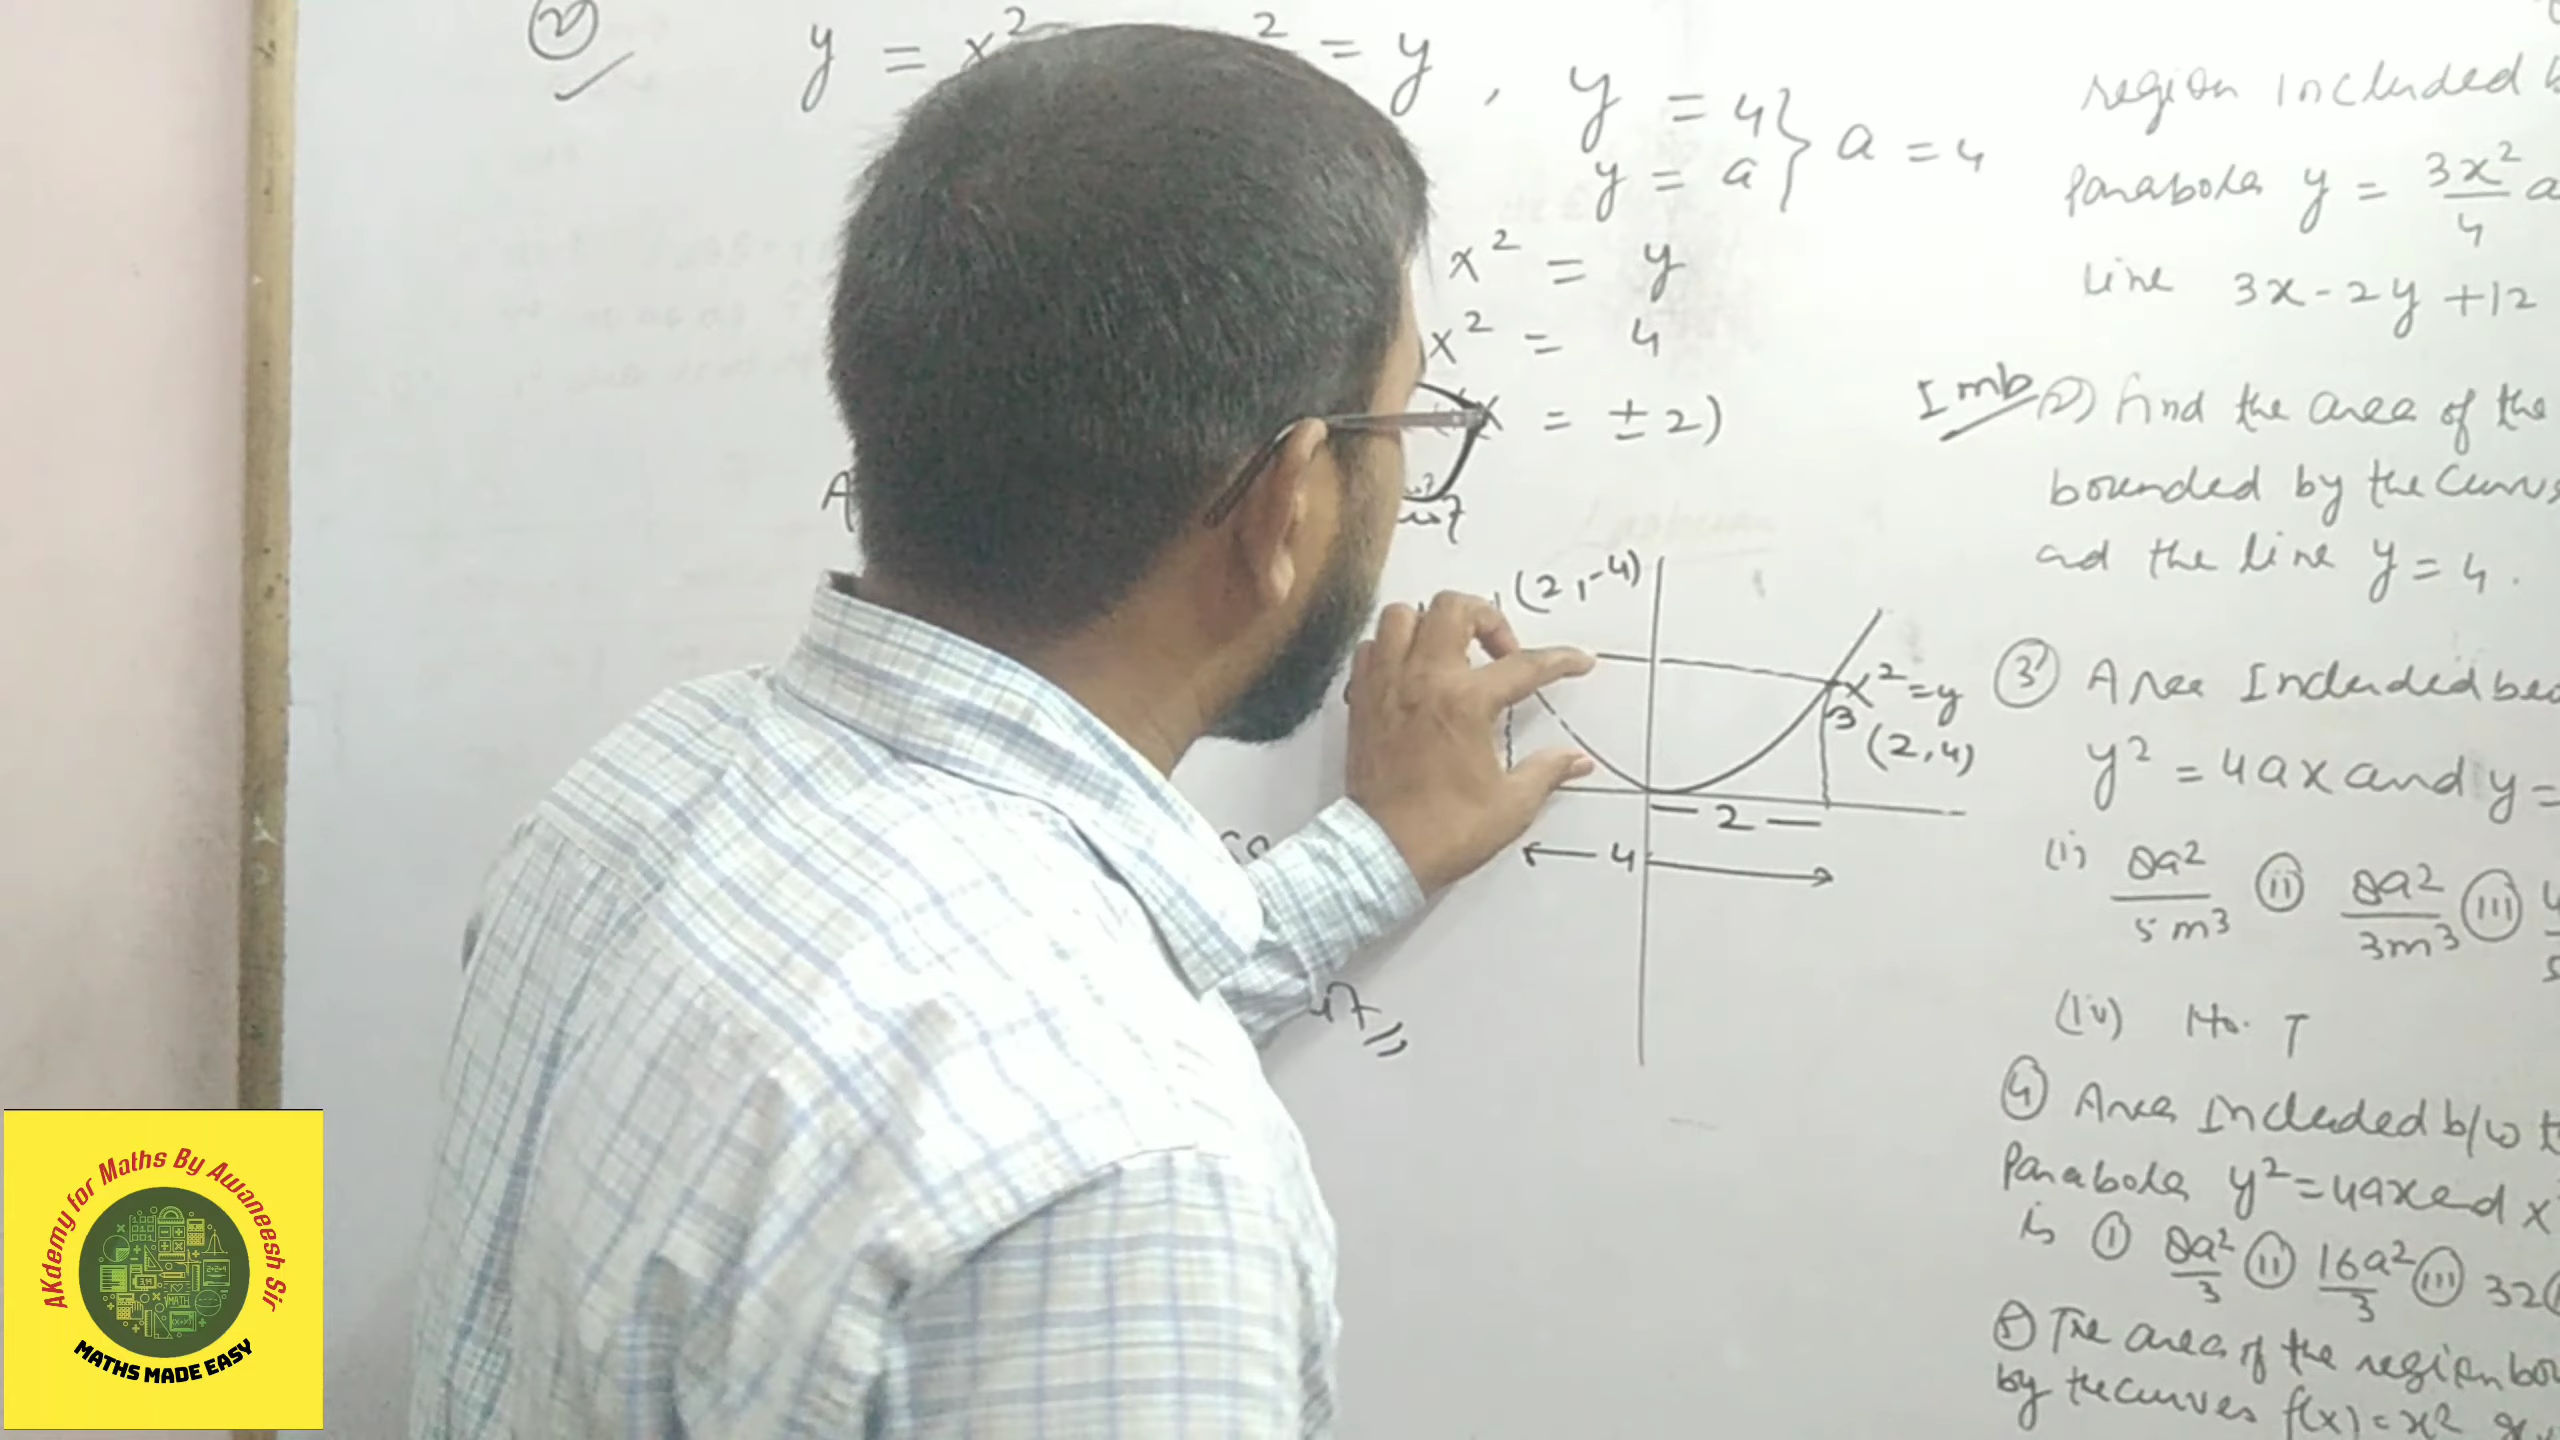 (2)
y = x² ² = y , y = 4
y = a } a = 4
x² = y
x² = 4
(x = ±2)
(2,-4)
x² = y
B
(2,4)
2
4
region Included
Parabola y = 3x²/4
Line 3x-2y+12
Imp (2) find the area of the
bounded by the Curves
and the line y = 4.
(3) Area Included
y² = 4ax and y =
(i) 8a²/5m³ (ii) 8a²/3m³ (iii)
(iv) No. T
(4) Area Included b/w
Parabola y²=4ax and x
is (i) 8a²/3 (ii) 16a²/3 (iii) 32
(5) The area of the region
by the curves f(x) = x²
AKdemy for Maths By Awaneesh Sir
MATHS MADE EASY